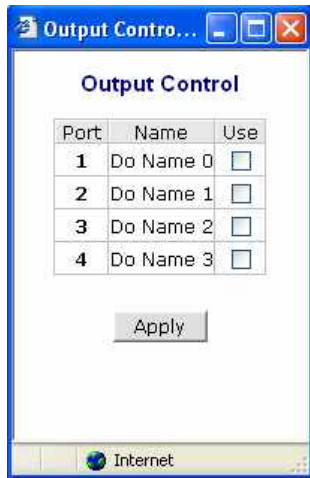 Output Contro...
Output Control
Port Name Use
1 Do Name 0
2 Do Name 1
3 Do Name 2
4 Do Name 3
Apply
Internet